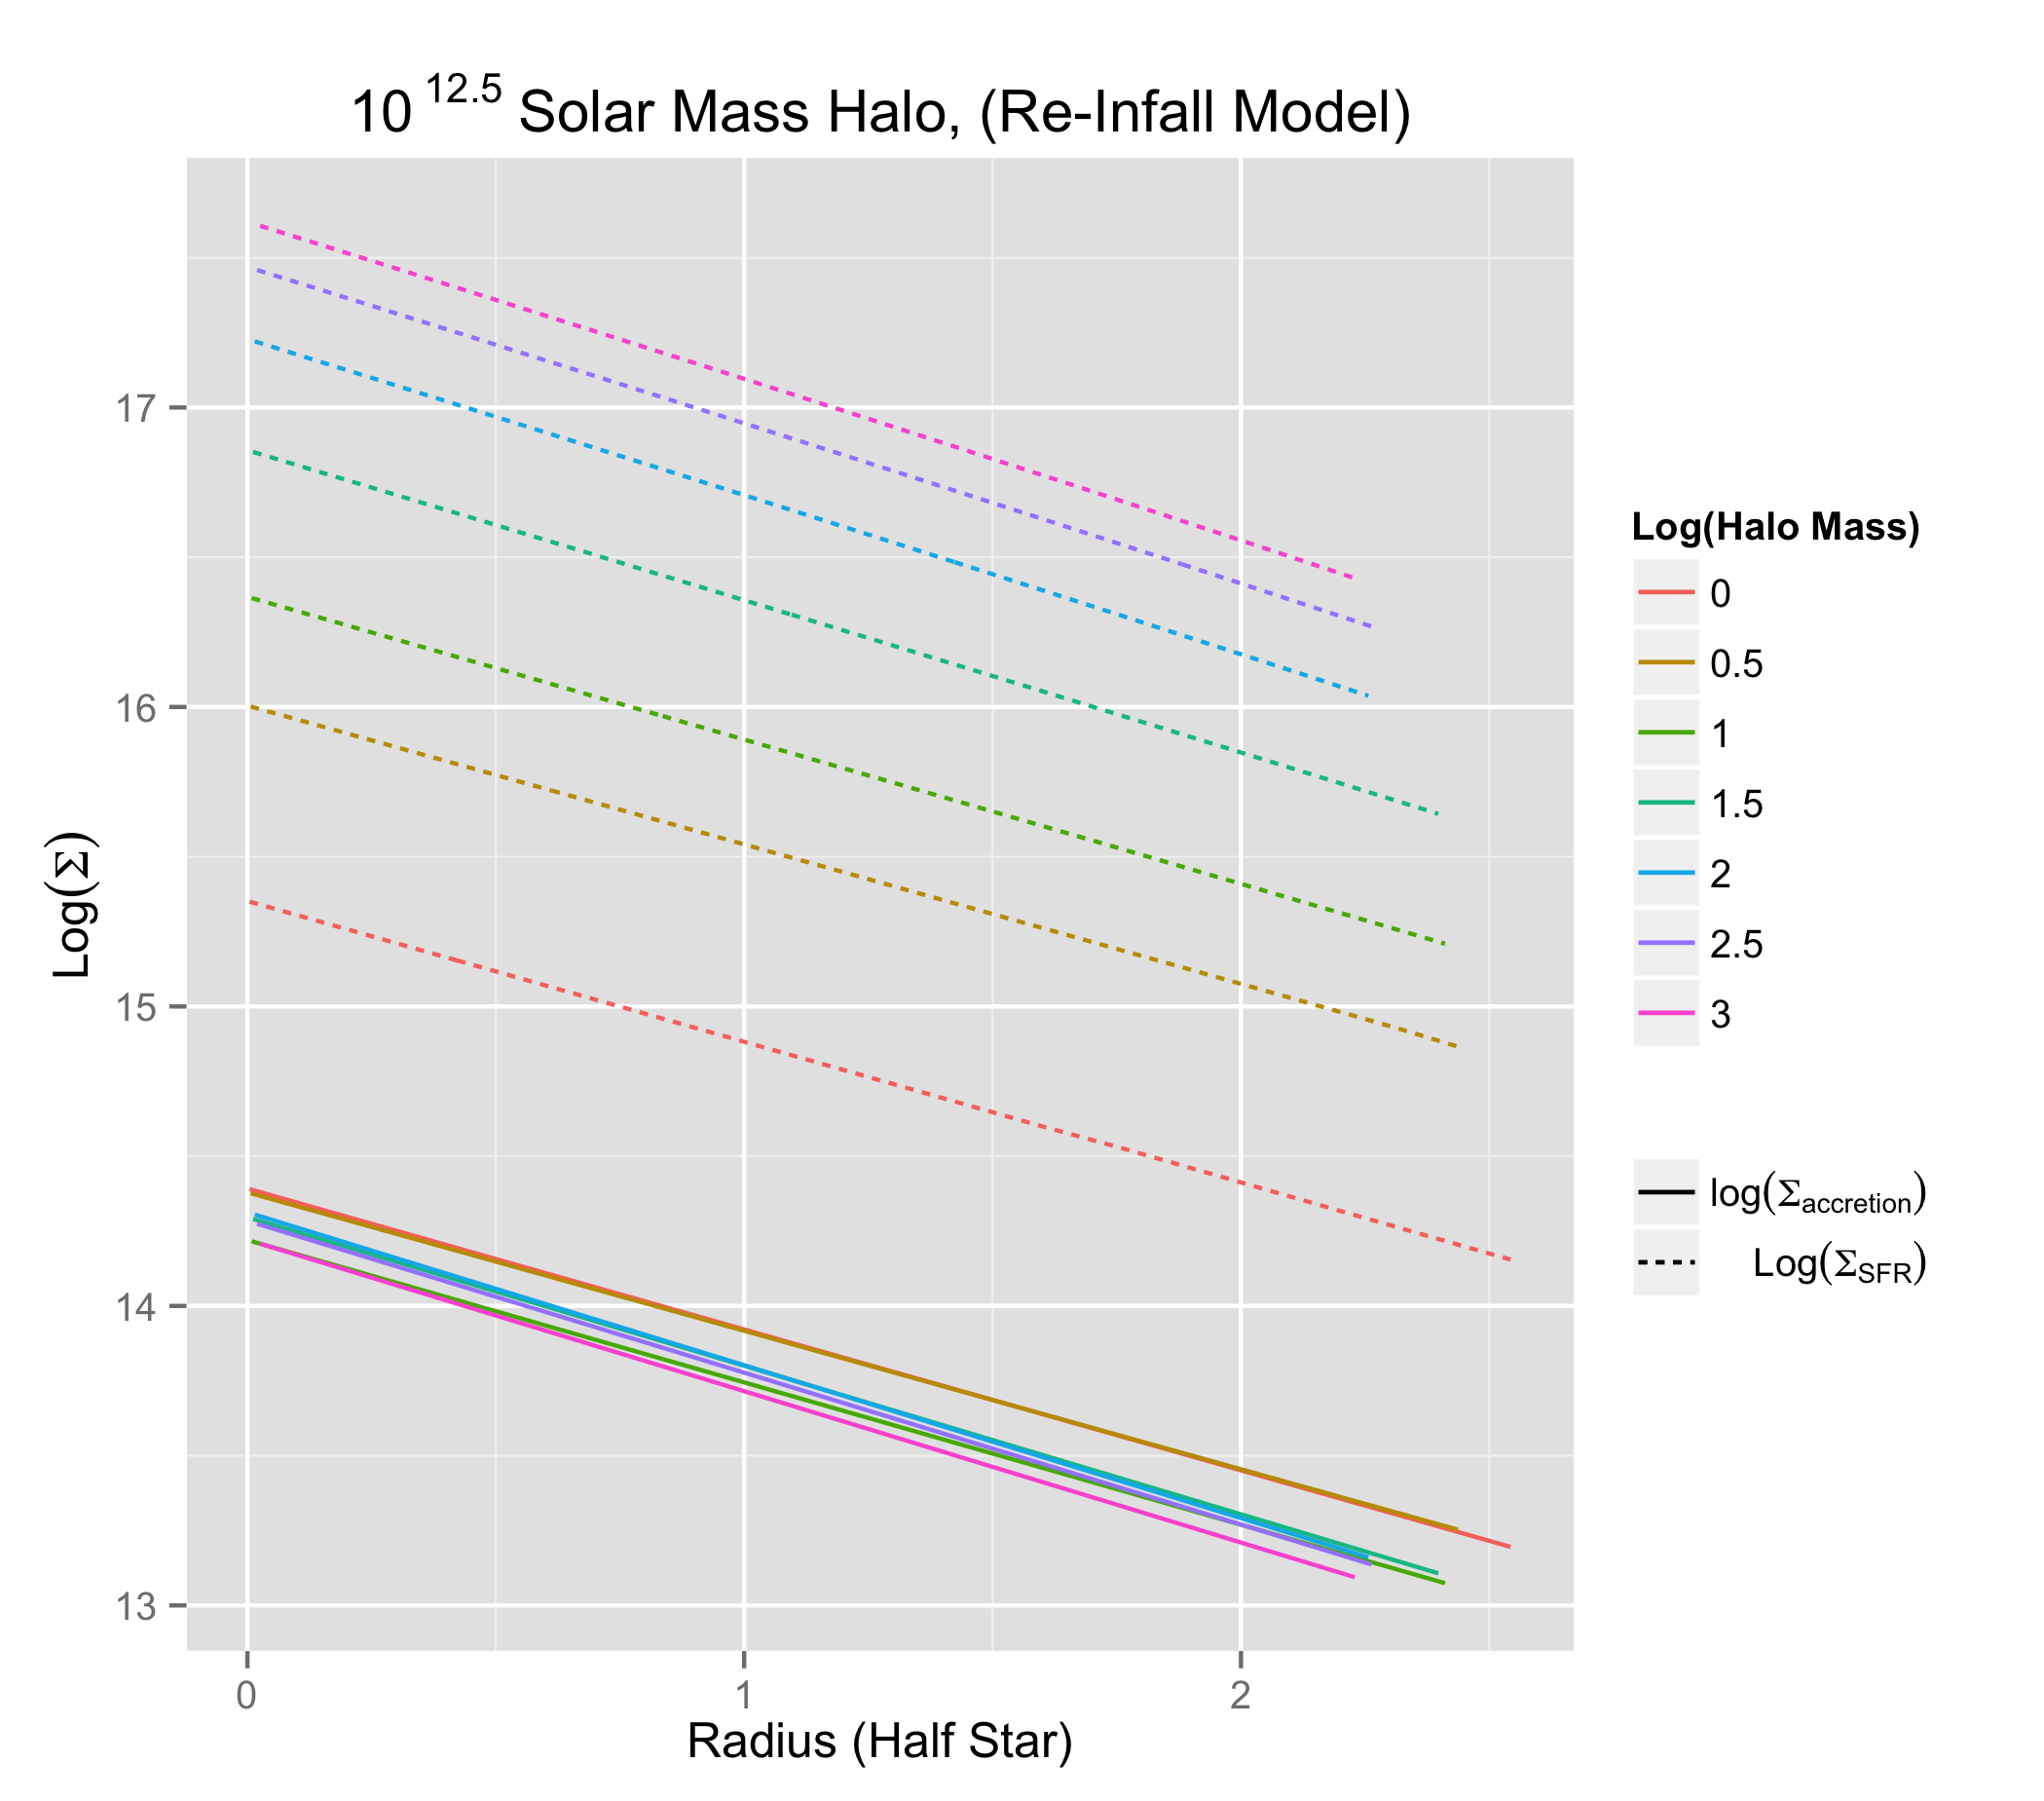 10^12.5 Solar Mass Halo, (Re-Infall Model)
17
16
15
14
13
Log(Σ)
0 1 2
Radius (Half Star)
Log(Halo Mass)
0
0.5
1
1.5
2
2.5
3
log(Σaccretion)
Log(ΣSFR)